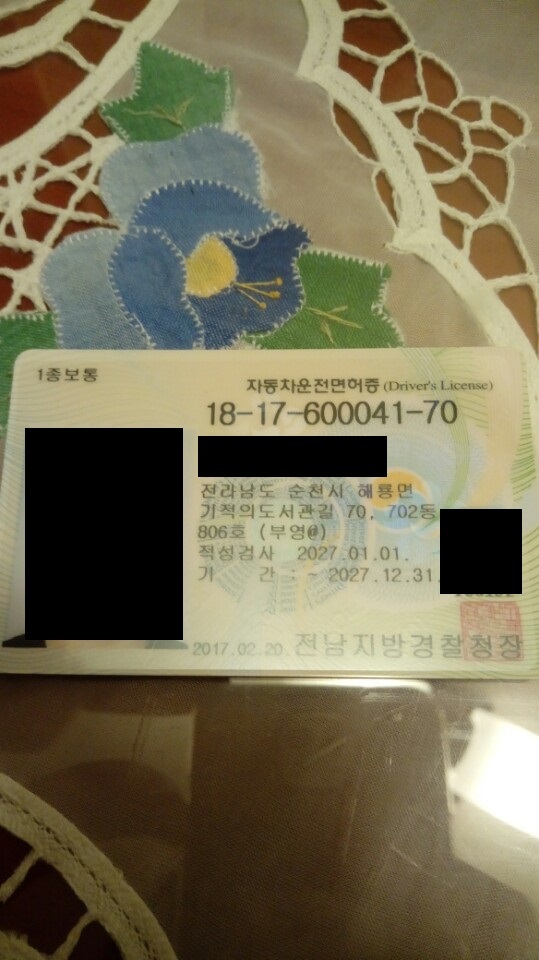 1종보통
자동차운전면허증 (Driver's License)
18-17-600041-70
전라남도 순천시 해룡면
기적의도서관길 70, 702동
806호 (부영@)
적성검사 2027.01.01.
기 간 : ~ 2027.12.31.
2017.02.20. 전남지방경찰청장